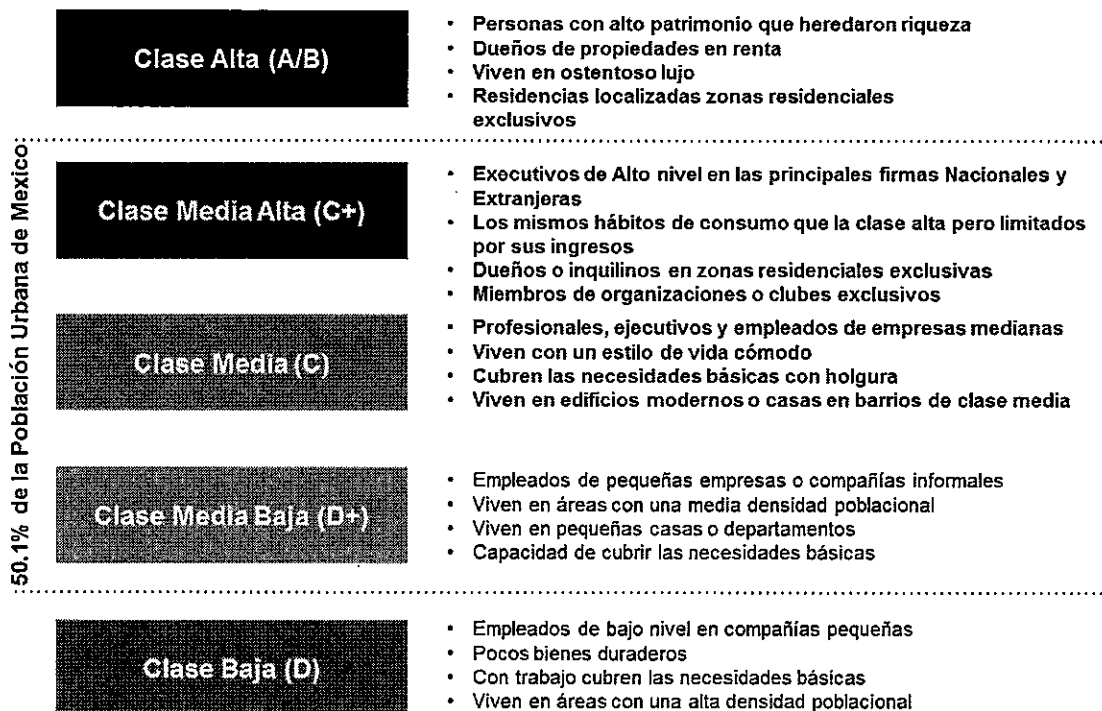 Clase Alta (A/B)
• Personas con alto patrimonio que heredaron riqueza
• Dueños de propiedades en renta
• Viven en ostentoso lujo
• Residencias localizadas zonas residenciales
exclusivos
50.1% de la Población Urbana de Mexico
Clase Media Alta (C+)
• Executivos de Alto nivel en las principales firmas Nacionales y
Extranjeras
• Los mismos hábitos de consumo que la clase alta pero limitados
por sus ingresos
• Dueños o inquilinos en zonas residenciales exclusivas
• Miembros de organizaciones o clubes exclusivos
Clase Media (C)
• Profesionales, ejecutivos y empleados de empresas medianas
• Viven con un estilo de vida cómodo
• Cubren las necesidades básicas con holgura
• Viven en edificios modernos o casas en barrios de clase media
Clase Media Baja (D+)
• Empleados de pequeñas empresas o compañías informales
• Viven en áreas con una media densidad poblacional
• Viven en pequeñas casas o departamentos
• Capacidad de cubrir las necesidades básicas
Clase Baja (D)
• Empleados de bajo nivel en compañías pequeñas
• Pocos bienes duraderos
• Con trabajo cubren las necesidades básicas
• Viven en áreas con una alta densidad poblacional